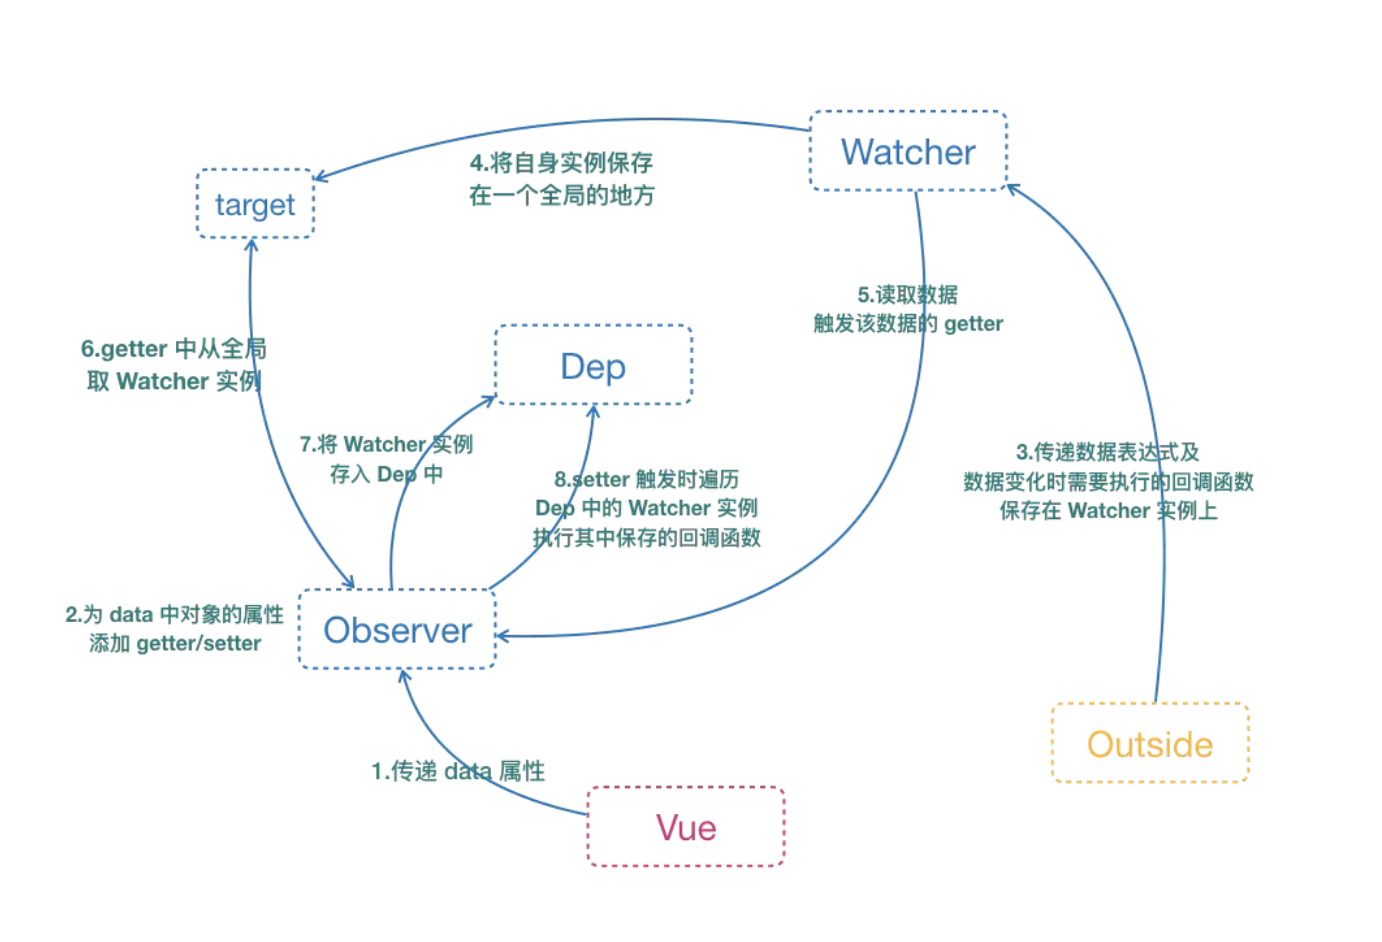 Watcher
4.将自身实例保存
在一个全局的地方
target
5.读取数据
触发该数据的 getter
6.getter 中从全局
取 Watcher 实例
Dep
7.将 Watcher 实例
存入 Dep 中
8.setter 触发时遍历
Dep 中的 Watcher 实例
执行其中保存的回调函数
3.传递数据表达式及
数据变化时需要执行的回调函数
保存在 Watcher 实例上
2.为 data 中对象的属性
添加 getter/setter
Observer
Outside
1.传递 data 属性
Vue